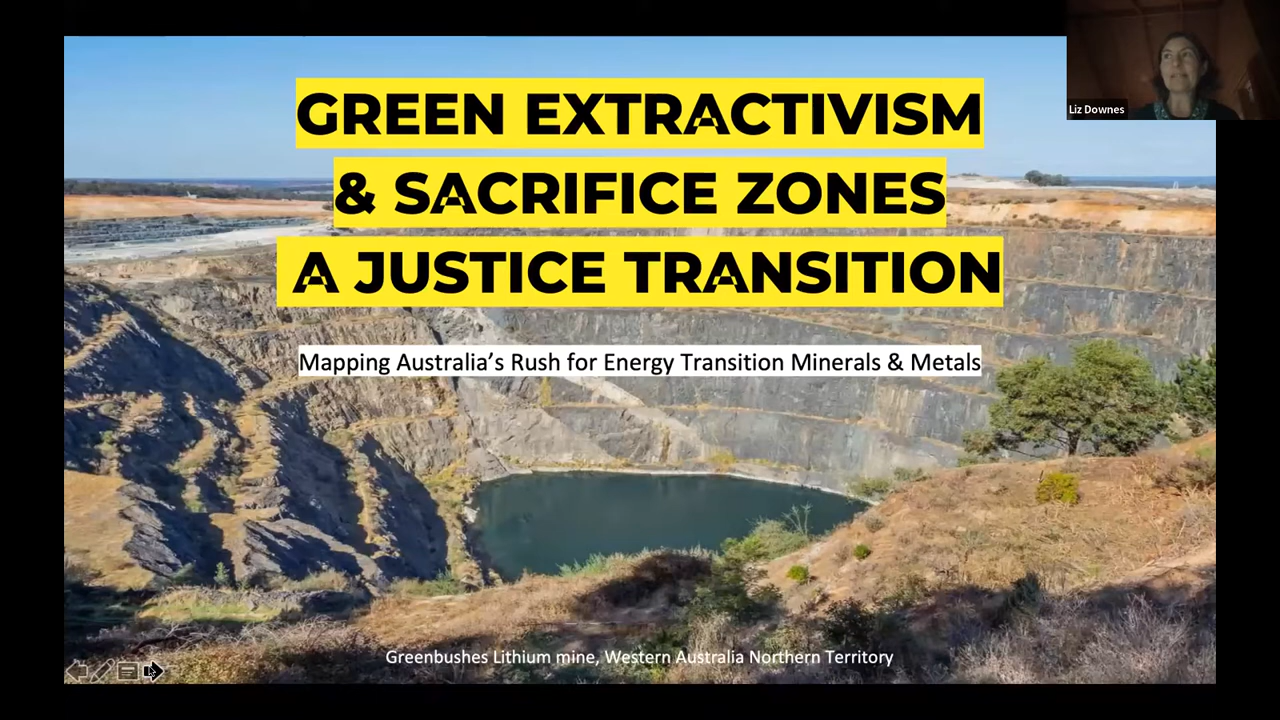 GREEN EXTRACTIVISM
& SACRIFICE ZONES
A JUSTICE TRANSITION
Mapping Australia's Rush for Energy Transition Minerals & Metals
Greenbushes Lithium mine, Western Australia Northern Territory
Liz Downes